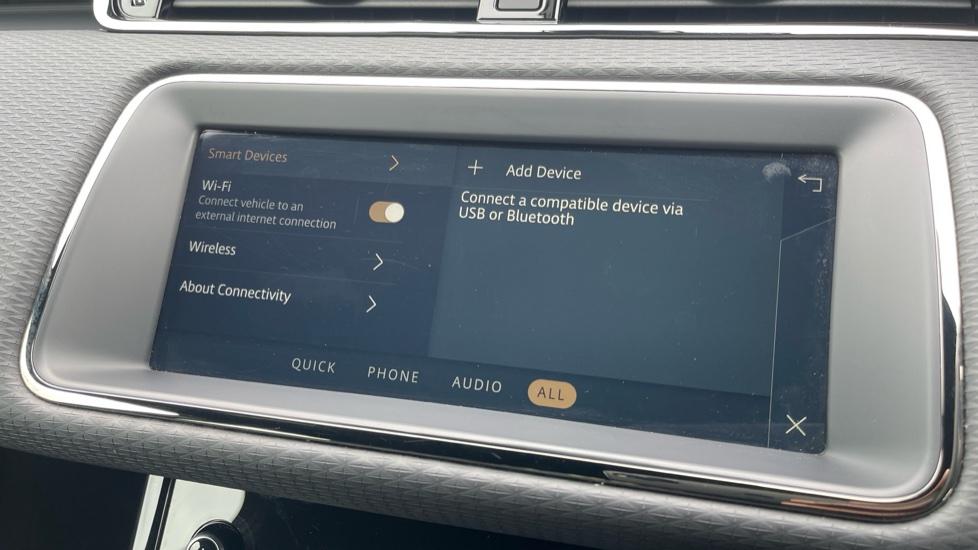 Smart Devices
Wi-Fi
Connect vehicle to an
external internet connection
Wireless
About Connectivity
Add Device
Connect a compatible device via
USB or Bluetooth
QUICK PHONE AUDIO ALL